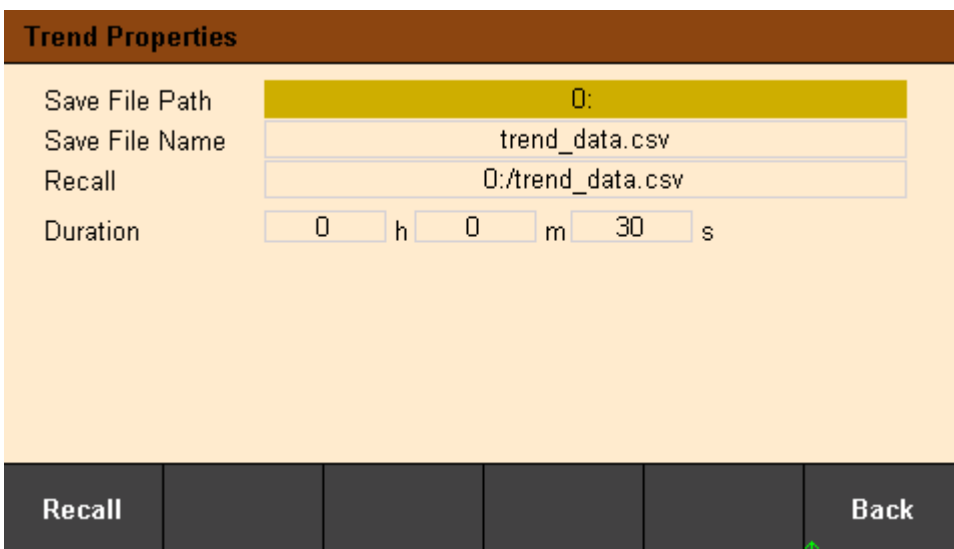 Trend Properties
Save File Path 0:
Save File Name trend_data.csv
Recall 0:/trend_data.csv
Duration 0 h 0 m 30 s
Recall Back